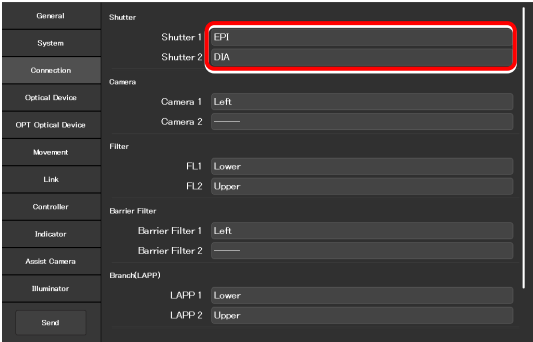 General
System
Connection
Optical Device
OPT Optical Device
Movement
Link
Controller
Indicator
Assist Camera
Illuminator
Send
Shutter
Shutter 1 EPI
Shutter 2 DIA
Camera
Camera 1 Left
Camera 2 ———
Filter
FL1 Lower
FL2 Upper
Barrier Filter
Barrier Filter 1 Left
Barrier Filter 2 ———
Branch(LAPP)
LAPP 1 Lower
LAPP 2 Upper